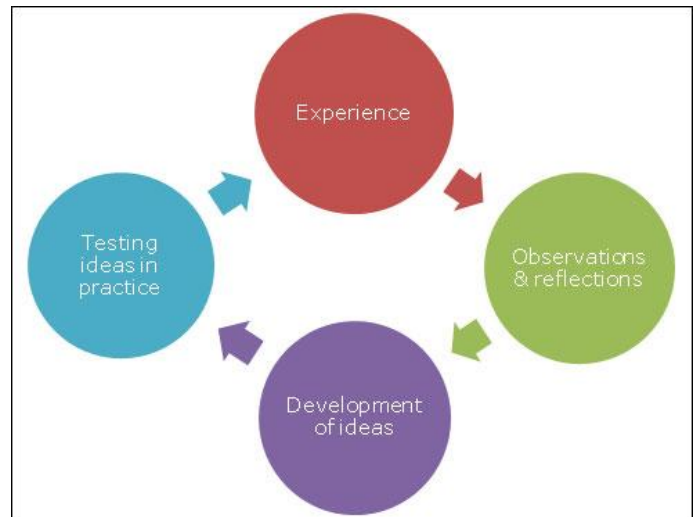 Experience
Observations
& reflections
Development
of ideas
Testing
ideas in
practice